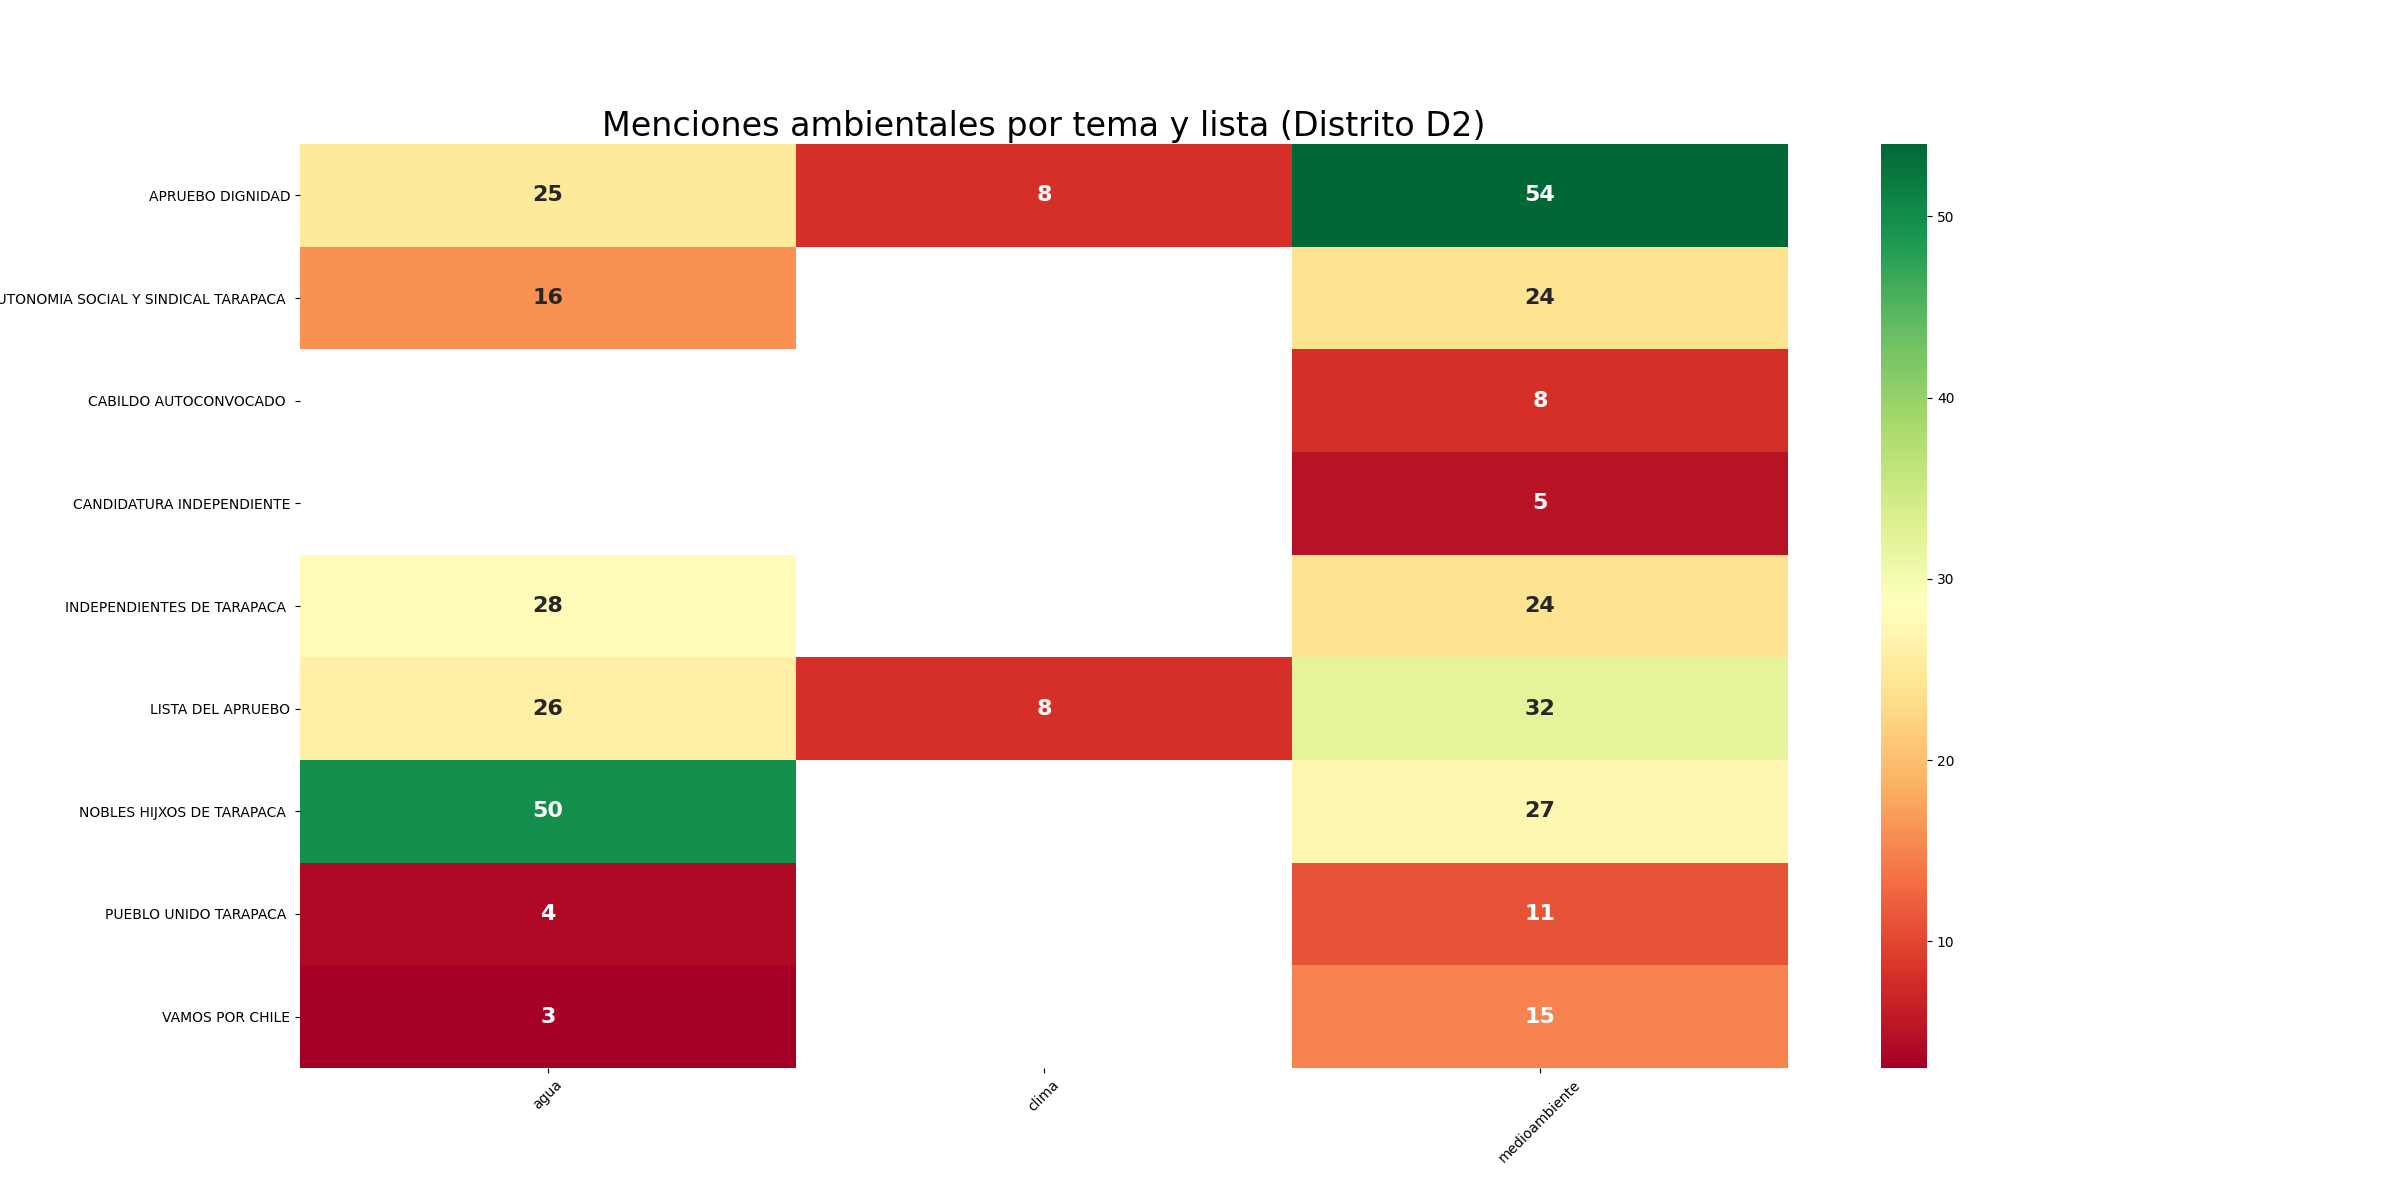 Menciones ambientales por tema y lista (Distrito D2)
APRUEBO DIGNIDAD 25 8 54
UTONOMIA SOCIAL Y SINDICAL TARAPACA 16 24
CABILDO AUTOCONVOCADO 8
CANDIDATURA INDEPENDIENTE 5
INDEPENDIENTES DE TARAPACA 28 24
LISTA DEL APRUEBO 26 8 32
NOBLES HIJXOS DE TARAPACA 50 27
PUEBLO UNIDO TARAPACA 4 11
VAMOS POR CHILE 3 15
agua clima medioambiente
50
40
30
20
10